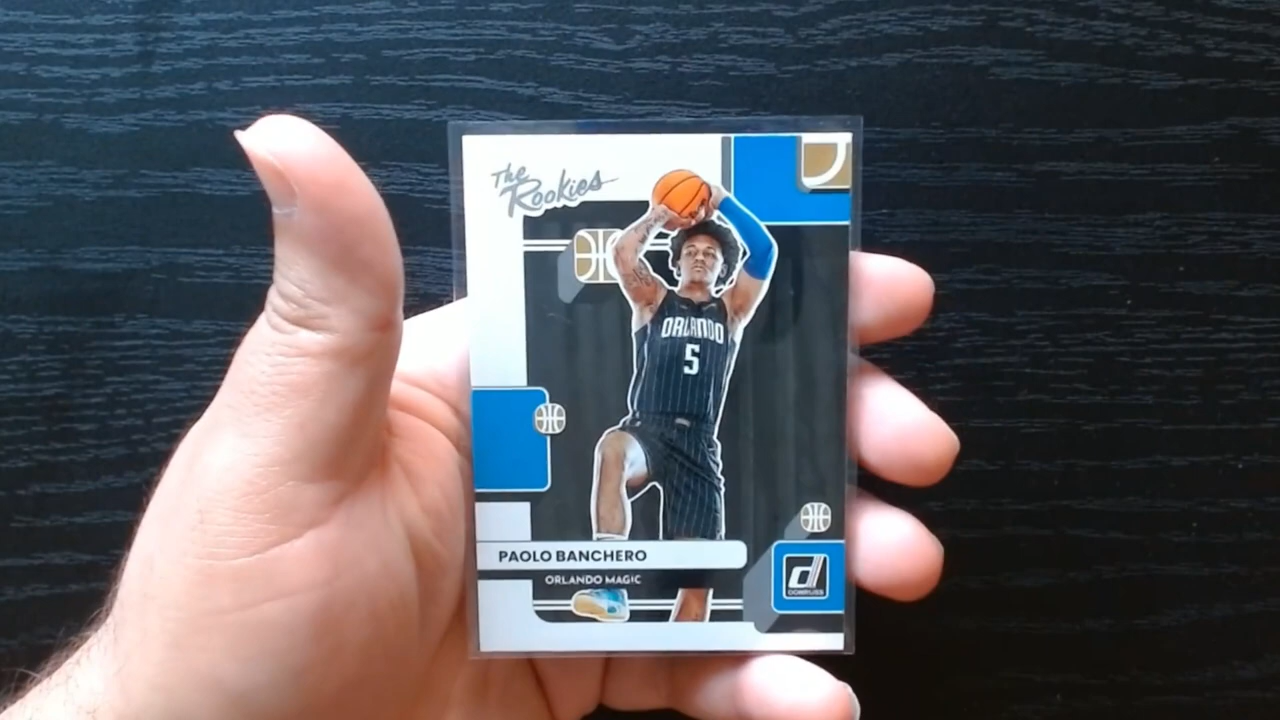 The
Rookies
ORLANDO
5
PAOLO BANCHERO
ORLANDO MAGIC
d
DONRUSS